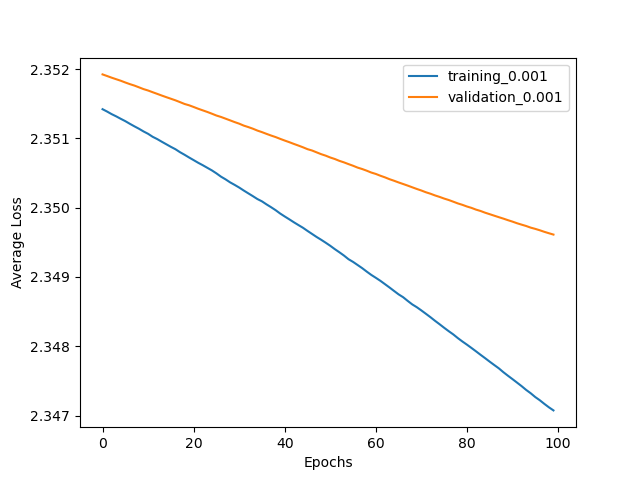 training_0.001
validation_0.001
2.352
2.351
2.350
2.349
2.348
2.347
Average Loss
0 20 40 60 80 100
Epochs